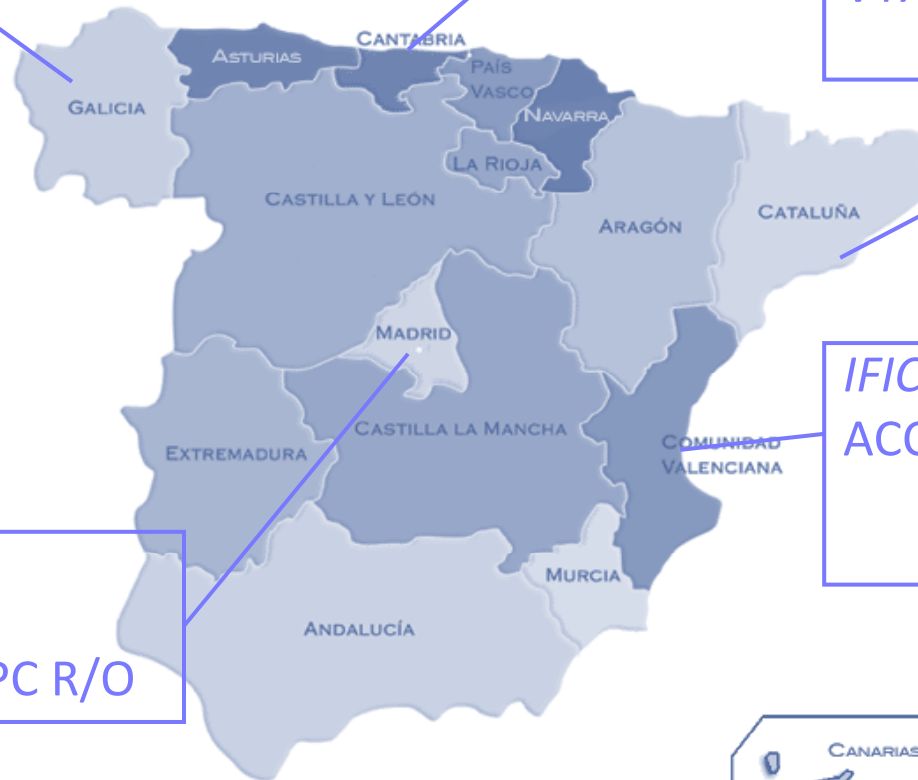 CANTABRIA
ASTURIAS
PAÍS
VASCO
GALICIA
NAVARRA
LA RIOJA
CASTILLA Y LEÓN
CATALUÑA
ARAGÓN
MADRID
IFIC
ACC
CASTILLA LA MANCHA
COMUNIDAD
VALENCIANA
EXTREMADURA
MURCIA
ANDALUCÍA
PC R/O
CANARIAS